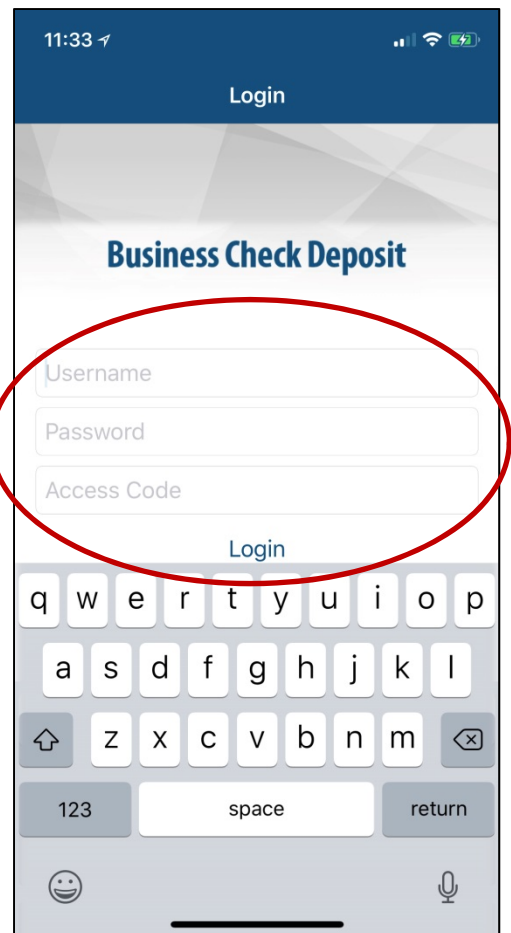 11:33
Login
Business Check Deposit
Username
Password
Access Code
Login
q w e r t y u i o p
a s d f g h j k l
z x c v b n m
123 space return